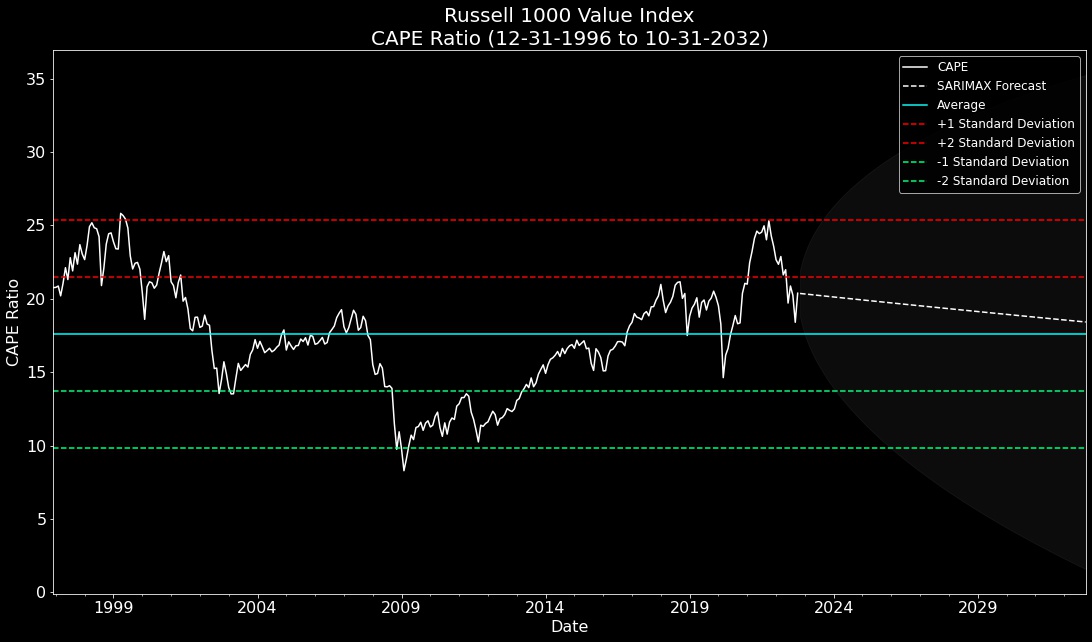 Russell 1000 Value Index
CAPE Ratio (12-31-1996 to 10-31-2032)
CAPE
SARIMAX Forecast
Average
+1 Standard Deviation
+2 Standard Deviation
-1 Standard Deviation
-2 Standard Deviation
35
30
25
20
15
10
5
0
CAPE Ratio
1999
2004
2009
2014
2019
2024
2029
Date